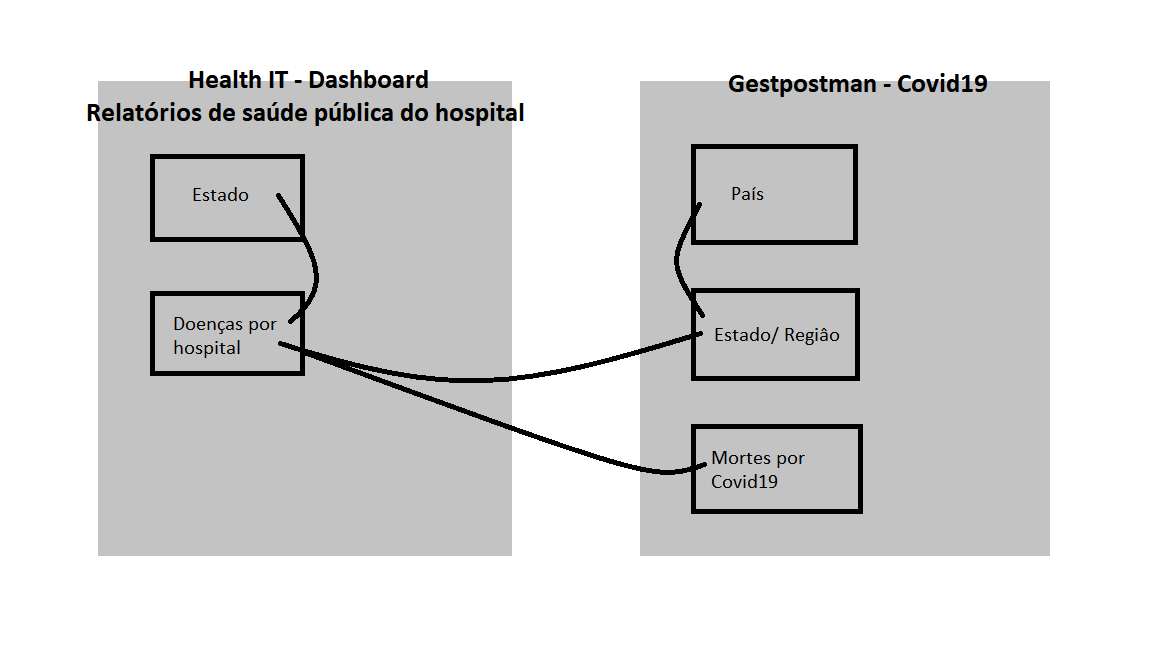 Health IT - Dashboard
Relatórios de saúde pública do hospital
Estado
Doenças por
hospital
Gestpostman - Covid19
País
Estado/ Regiâo
Mortes por
Covid19